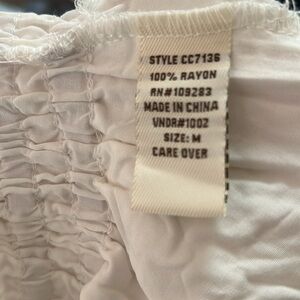 STYLE CC7136
100% RAYON
RN#109283
MADE IN CHINA
VNDR#1002
SIZE: M
CARE OVER